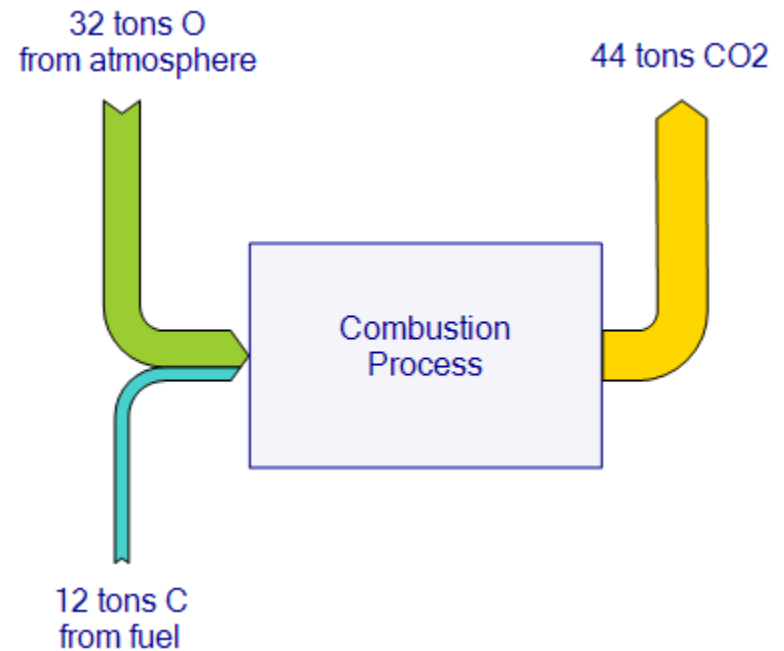 32 tons O
from atmosphere
44 tons CO2
Combustion
Process
12 tons C
from fuel